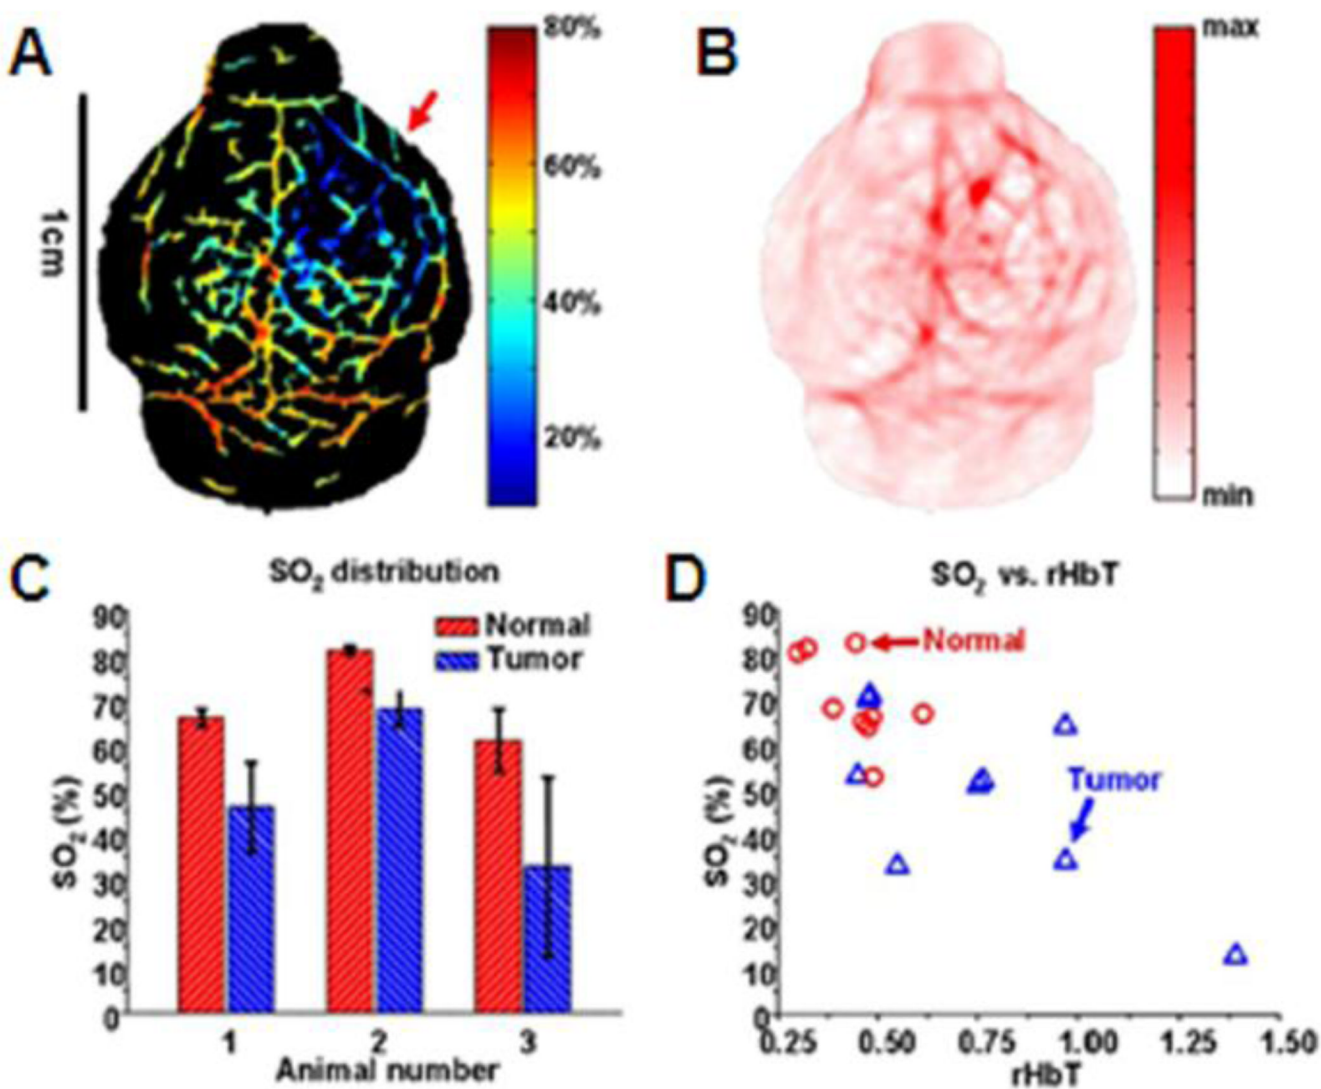 A
80%
60%
40%
20%
1cm
B
max
min
C
SO2 distribution
90
80
70
60
50
40
30
20
10
0
SO2 (%)
Normal
Tumor
1 2 3
Animal number
D
SO2 vs. rHbT
90
80
70
60
50
40
30
20
10
0
SO2 (%)
Normal
Tumor
0.25 0.50 0.75 1.00 1.25 1.50
rHbT